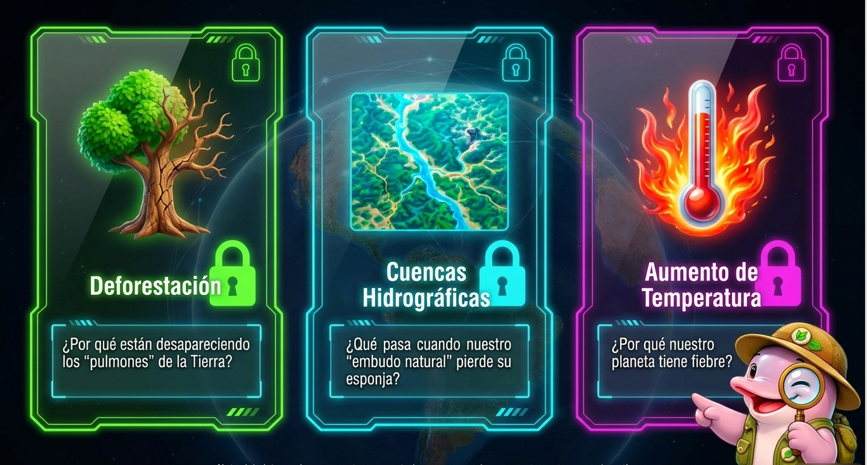 Deforestación
¿Por qué están desapareciendo
los “pulmones” de la Tierra?
Cuencas
Hidrográficas
¿Qué pasa cuando nuestro
“embudo natural” pierde su
esponja?
Aumento de
Temperatura
¿Por qué nuestro
planeta tiene fiebre?